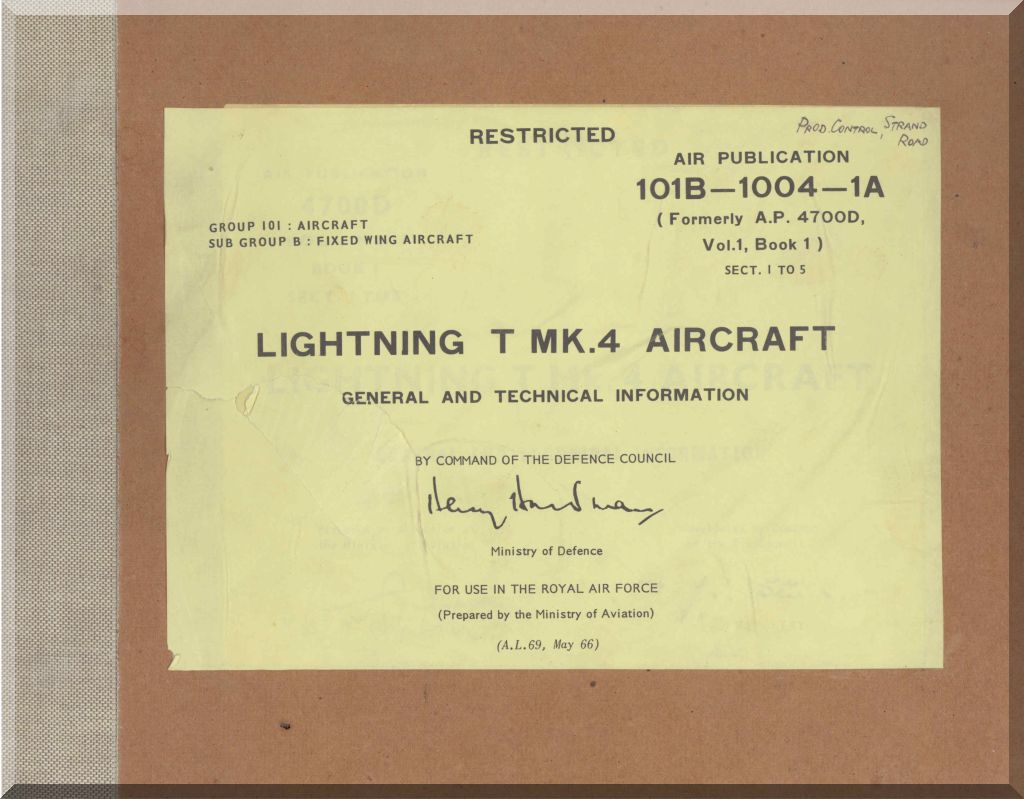 RESTRICTED
PROD. CONTROL, STRAND
ROAD
AIR PUBLICATION
101B—1004—1A
( Formerly A.P. 4700D,
Vol.1, Book 1 )
SECT. 1 TO 5
GROUP 101 : AIRCRAFT
SUB GROUP B : FIXED WING AIRCRAFT
LIGHTNING T MK.4 AIRCRAFT
GENERAL AND TECHNICAL INFORMATION
BY COMMAND OF THE DEFENCE COUNCIL
Henry Hardman
Ministry of Defence
FOR USE IN THE ROYAL AIR FORCE
(Prepared by the Ministry of Aviation)
(A.L.69, May 66)